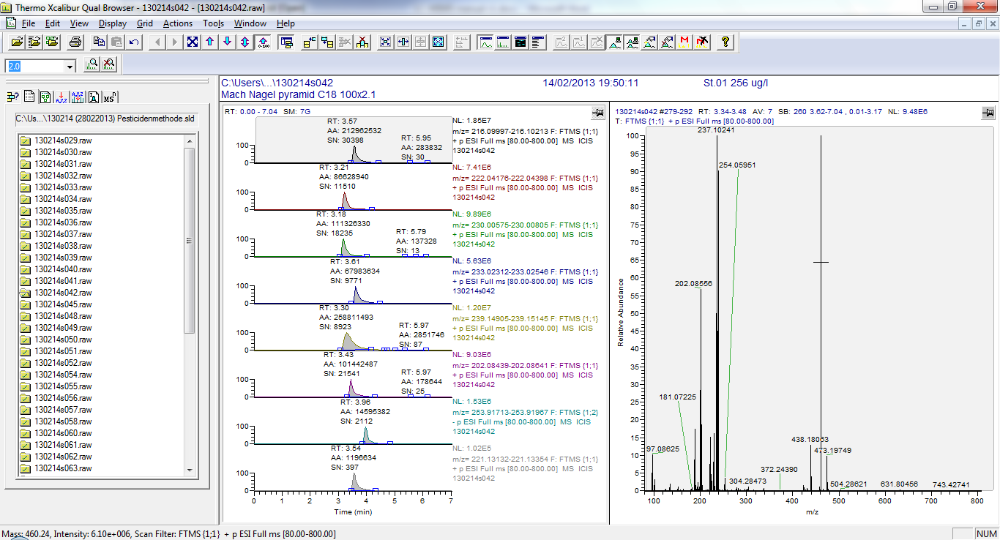 Thermo Xcalibur Qual Browser - 130214s042 - [130214s042.raw]
File Edit View Display Grid Actions Tools Window Help
2.0
C:\Us...\130214 (28022013) Pesticidenmethode.sld
130214s029.raw
130214s030.raw
130214s031.raw
130214s032.raw
130214s033.raw
130214s034.raw
130214s035.raw
130214s036.raw
130214s037.raw
130214s038.raw
130214s039.raw
130214s040.raw
130214s041.raw
130214s042.raw
130214s045.raw
130214s048.raw
130214s049.raw
130214s050.raw
130214s051.raw
130214s052.raw
130214s054.raw
130214s055.raw
130214s056.raw
130214s057.raw
130214s058.raw
130214s060.raw
130214s061.raw
130214s062.raw
130214s063.raw
C:\Users\...\130214s042 14/02/2013 19:50:11 St.01 256 ug/l
Mach Nagel pyramid C18 100x2.1
RT: 0.00 - 7.04 SM: 7G
RT: 3.57
AA: 212962532
SN: 30398
RT: 5.95
AA: 283832
SN: 30
100
0
NL: 1.85E7
m/z= 216.09997-216.10213 F: FTMS {1;1}
+ p ESI Full ms [80.00-800.00] MS ICIS
130214s042
RT: 3.21
AA: 86628940
SN: 11510
100
0
NL: 7.41E6
m/z= 222.04176-222.04398 F: FTMS {1;1}
+ p ESI Full ms [80.00-800.00] MS ICIS
130214s042
RT: 3.18
AA: 111326330
SN: 18235
RT: 5.79
AA: 137328
SN: 13
100
0
NL: 9.89E6
m/z= 230.00575-230.00805 F: FTMS {1;1}
+ p ESI Full ms [80.00-800.00] MS ICIS
130214s042
RT: 3.61
AA: 67983634
SN: 9771
100
0
NL: 5.63E6
m/z= 233.02312-233.02546 F: FTMS {1;1}
+ p ESI Full ms [80.00-800.00] MS ICIS
130214s042
RT: 3.30
AA: 258811493
SN: 8923
RT: 5.97
AA: 2851746
SN: 87
100
0
NL: 1.20E7
m/z= 239.14905-239.15145 F: FTMS {1;1}
+ p ESI Full ms [80.00-800.00] MS ICIS
130214s042
RT: 3.43
AA: 101442487
SN: 21541
RT: 5.97
AA: 178644
SN: 25
100
0
NL: 9.03E6
m/z= 202.08439-202.08641 F: FTMS {1;1}
+ p ESI Full ms [80.00-800.00] MS ICIS
130214s042
RT: 3.96
AA: 14595382
SN: 2112
100
0
NL: 1.53E6
m/z= 253.91713-253.91967 F: FTMS {1;2}
- p ESI Full ms [80.00-800.00] MS ICIS
130214s042
RT: 3.54
AA: 1196634
SN: 397
100
0
NL: 1.02E5
m/z= 221.13132-221.13354 F: FTMS {1;1}
+ p ESI Full ms [80.00-800.00] MS ICIS
130214s042
0 1 2 3 4 5 6 7
Time (min)
130214s042 #279-292 RT: 3.34-3.48 AV: 7 SB: 260 3.62-7.04 , 0.01-3.17 NL: 9.48E6
T: FTMS {1;1} + p ESI Full ms [80.00-800.00]
237.10241
254.05951
202.08556
181.07225
97.08625
304.28473
372.24390
438.18063
473.19749
504.28621
631.80456
743.42741
100
95
90
85
80
75
70
65
60
55
50
45
40
35
30
25
20
15
10
5
0
Relative Abundance
100 200 300 400 500 600 700 800
m/z
Mass: 460.24, Intensity: 6.10e+006, Scan Filter: FTMS {1;1} + p ESI Full ms [80.00-800.00]
NUM